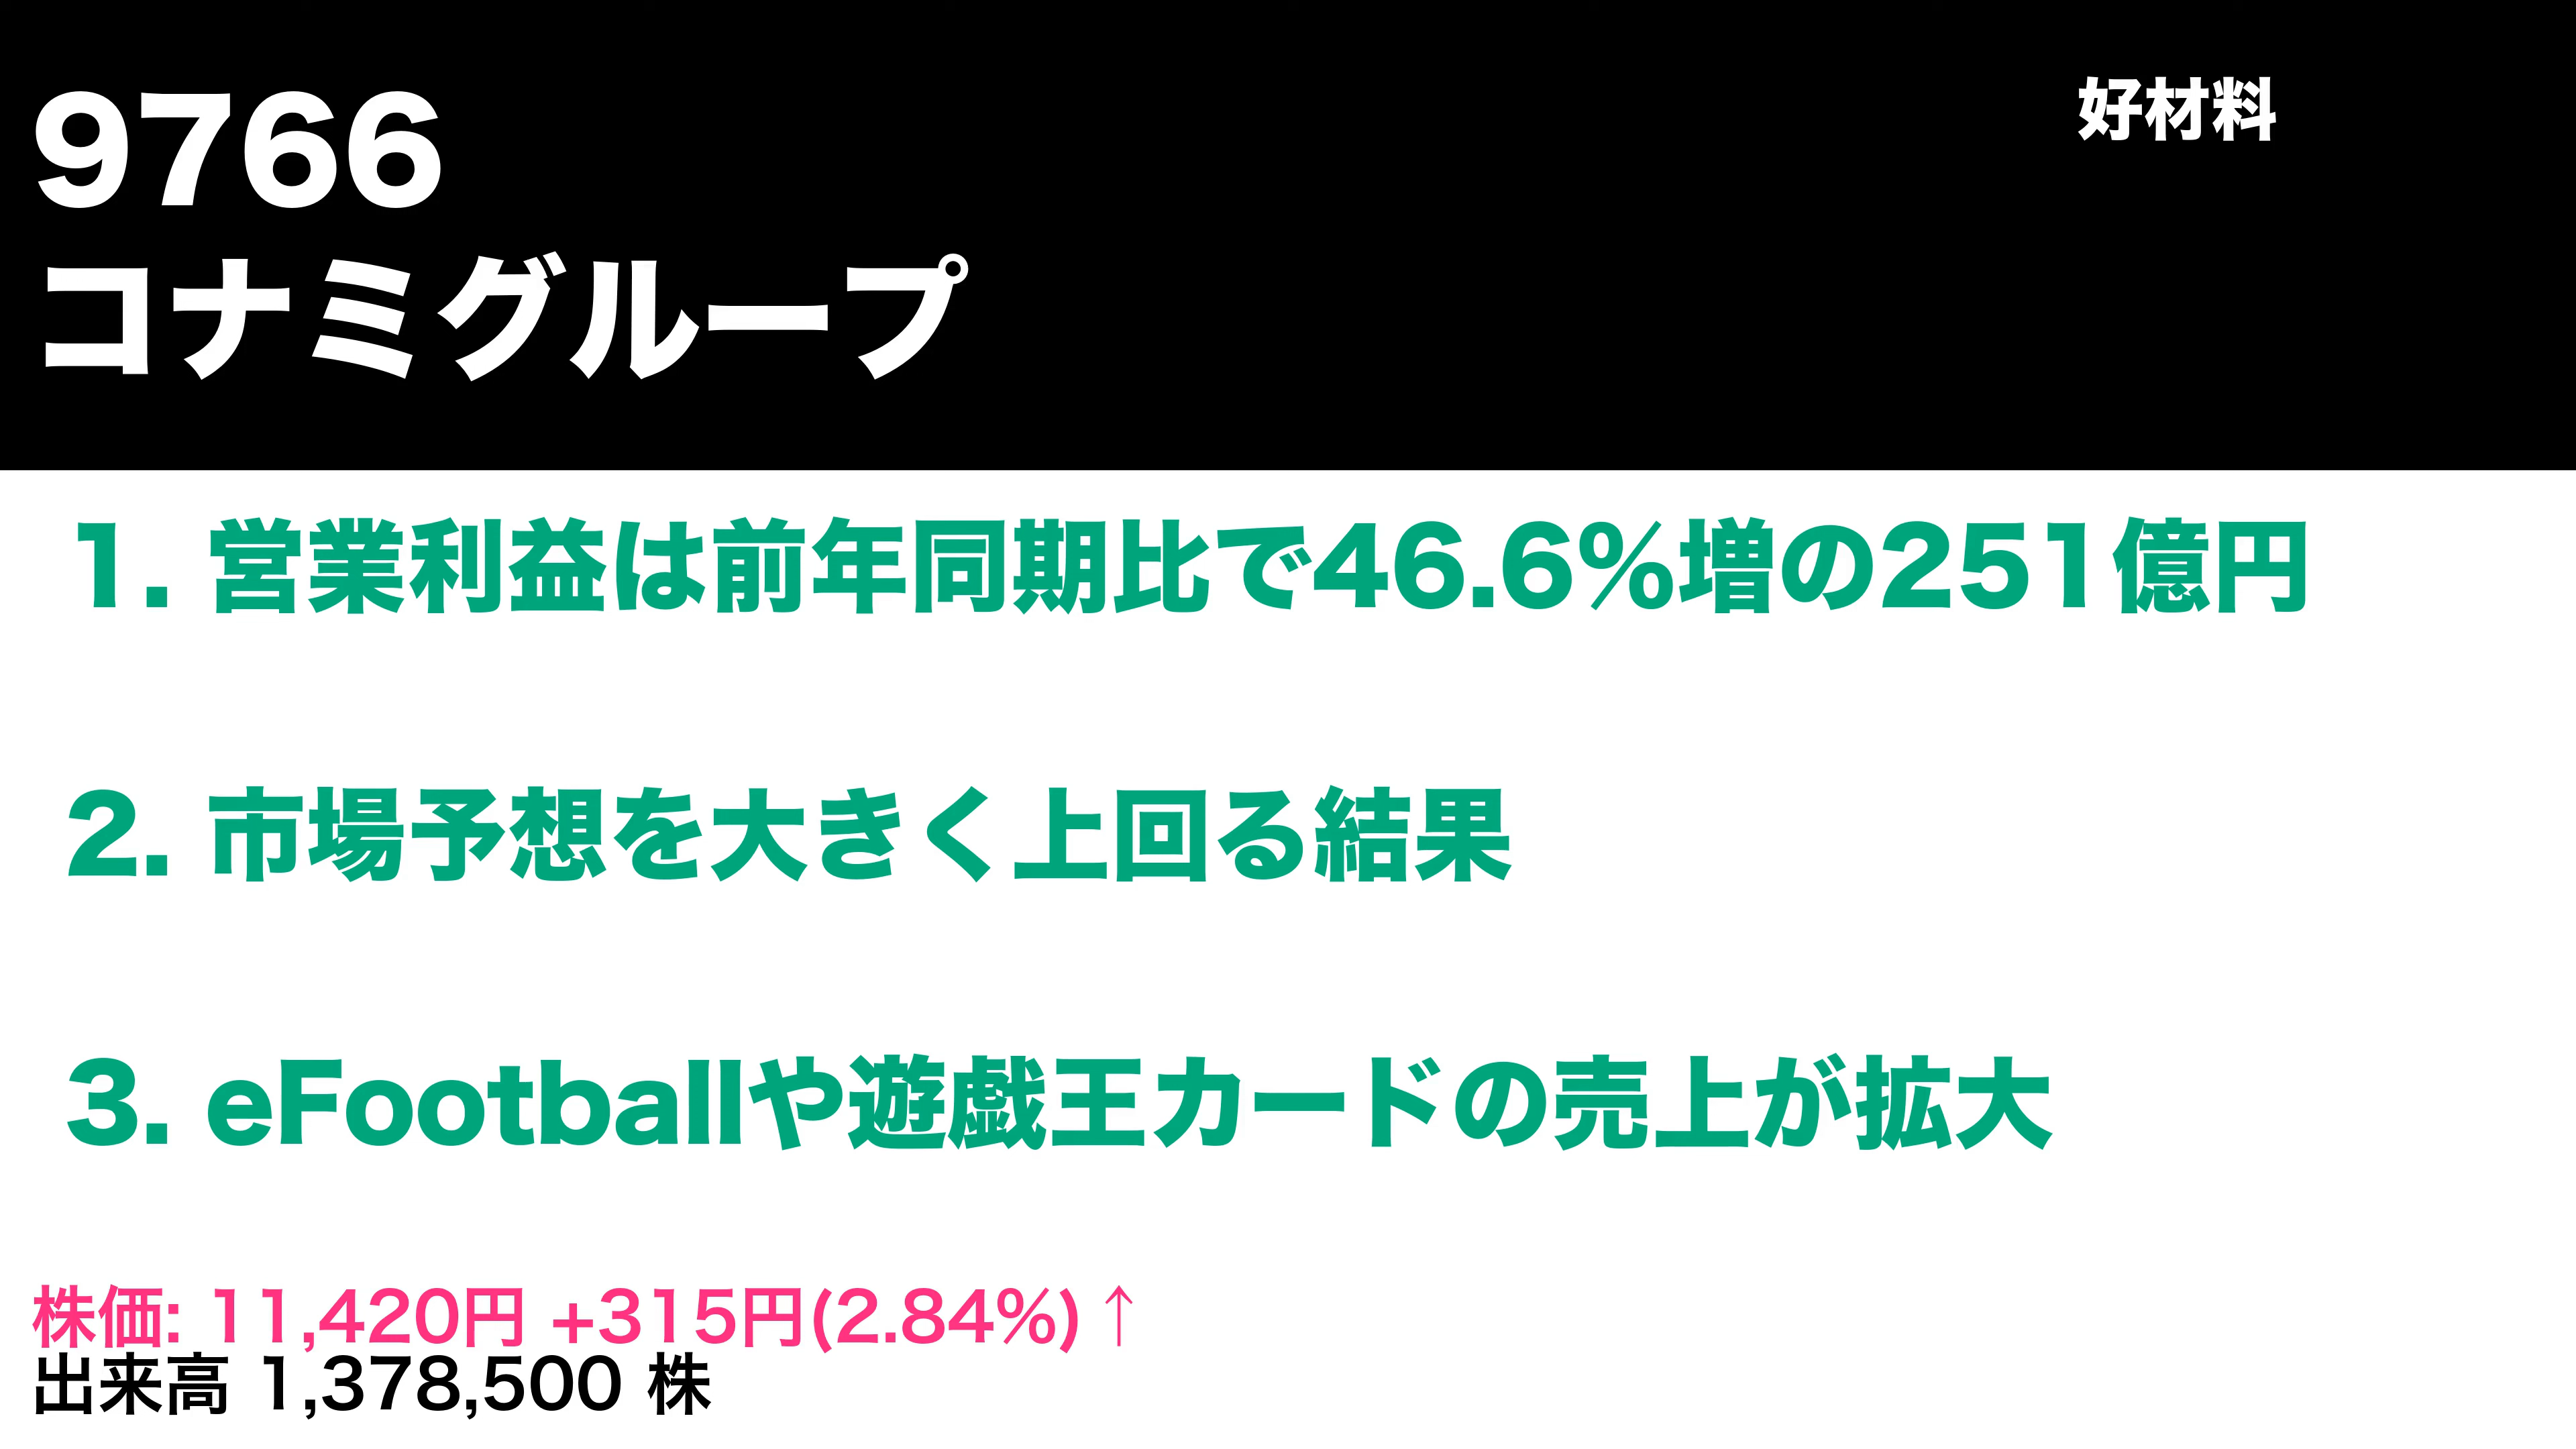 9766
コナミグループ
好材料
1. 営業利益は前年同期比で46.6%増の251億円
2. 市場予想を大きく上回る結果
3. eFootballや遊戯王カードの売上が拡大
株価: 11,420円 +315円(2.84%)↑
出来高 1,378,500 株